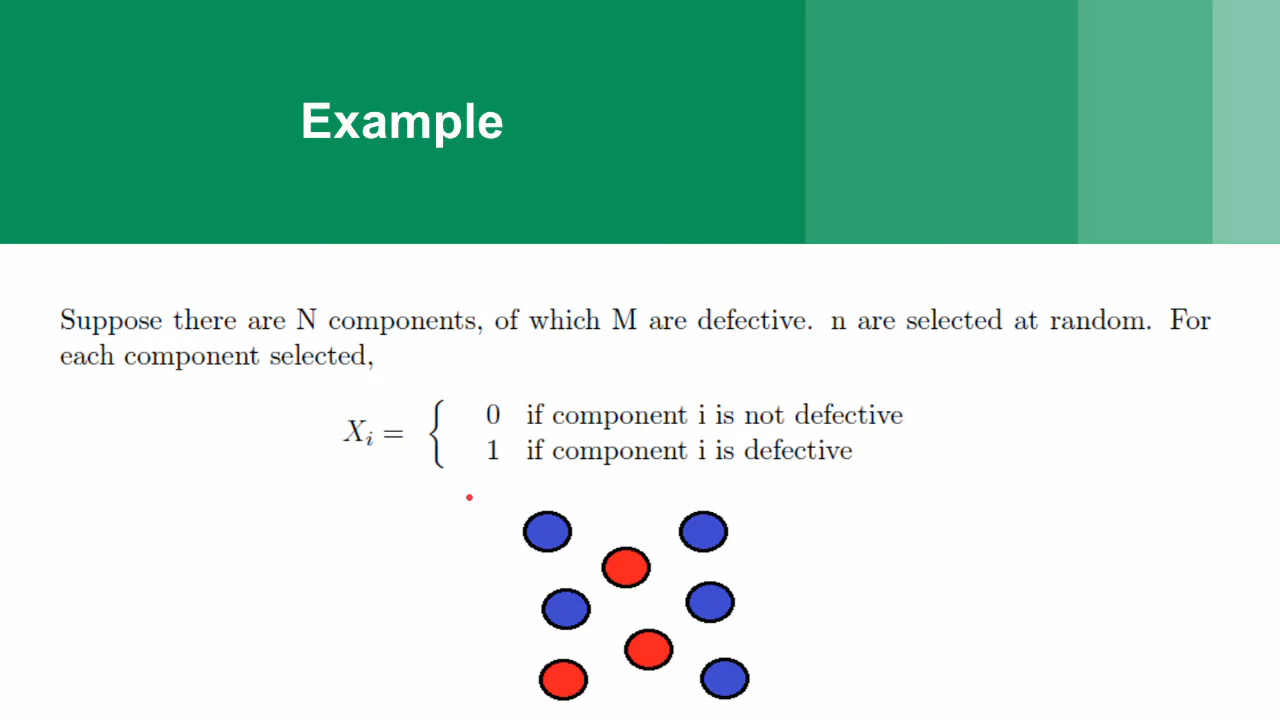 Example
Suppose there are N components, of which M are defective. n are selected at random. For
each component selected,
X_i = { 0 if component i is not defective
1 if component i is defective